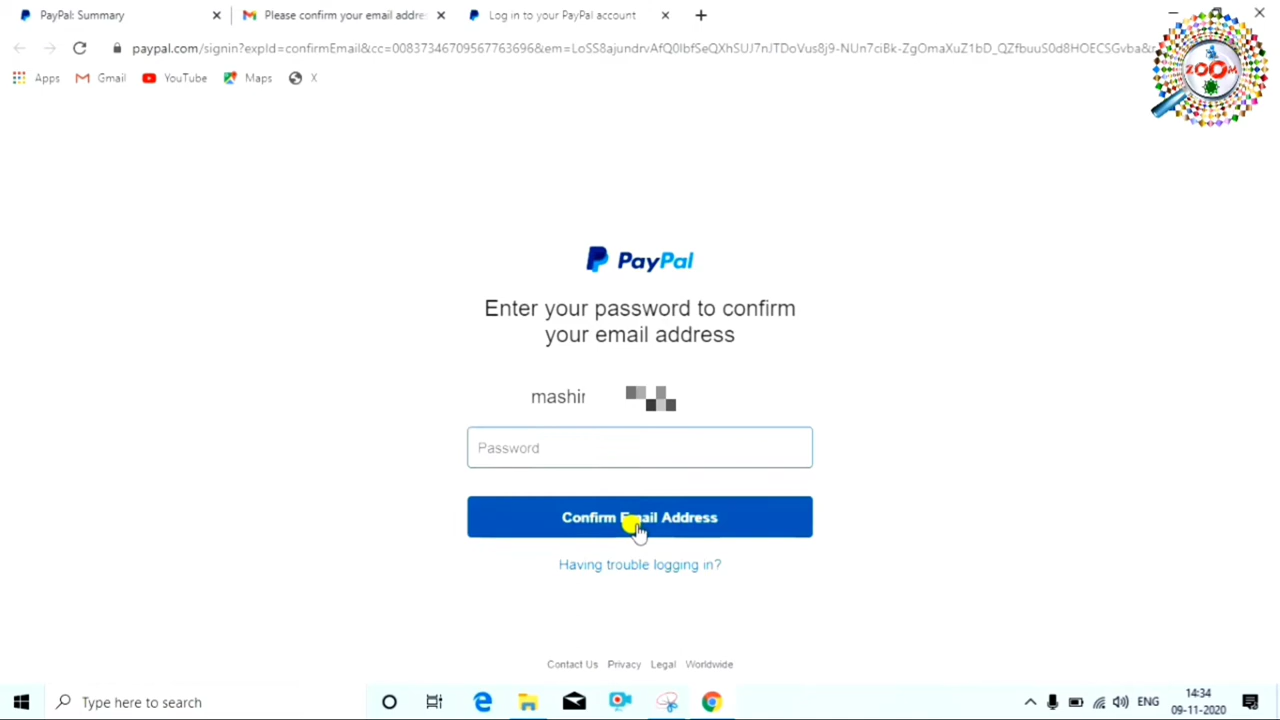 PayPal: Summary
Please confirm your email addre
Log in to your PayPal account
paypal.com/signin?expId=confirmEmail&cc=00837346709567763696&em=LoSS8ajundrvAfQ0IbfSeQXhSUJ7nJTDoVus8j9-NUn7ciBk-ZgOmaXuZ1bD_QZfbuuS0d8HOECSGvba&r
Apps
Gmail
YouTube
Maps
X
ZOOM
PayPal
Enter your password to confirm
your email address
mashir
Password
Confirm Email Address
Having trouble logging in?
Contact Us Privacy Legal Worldwide
Type here to search
ENG
14:34
09-11-2020